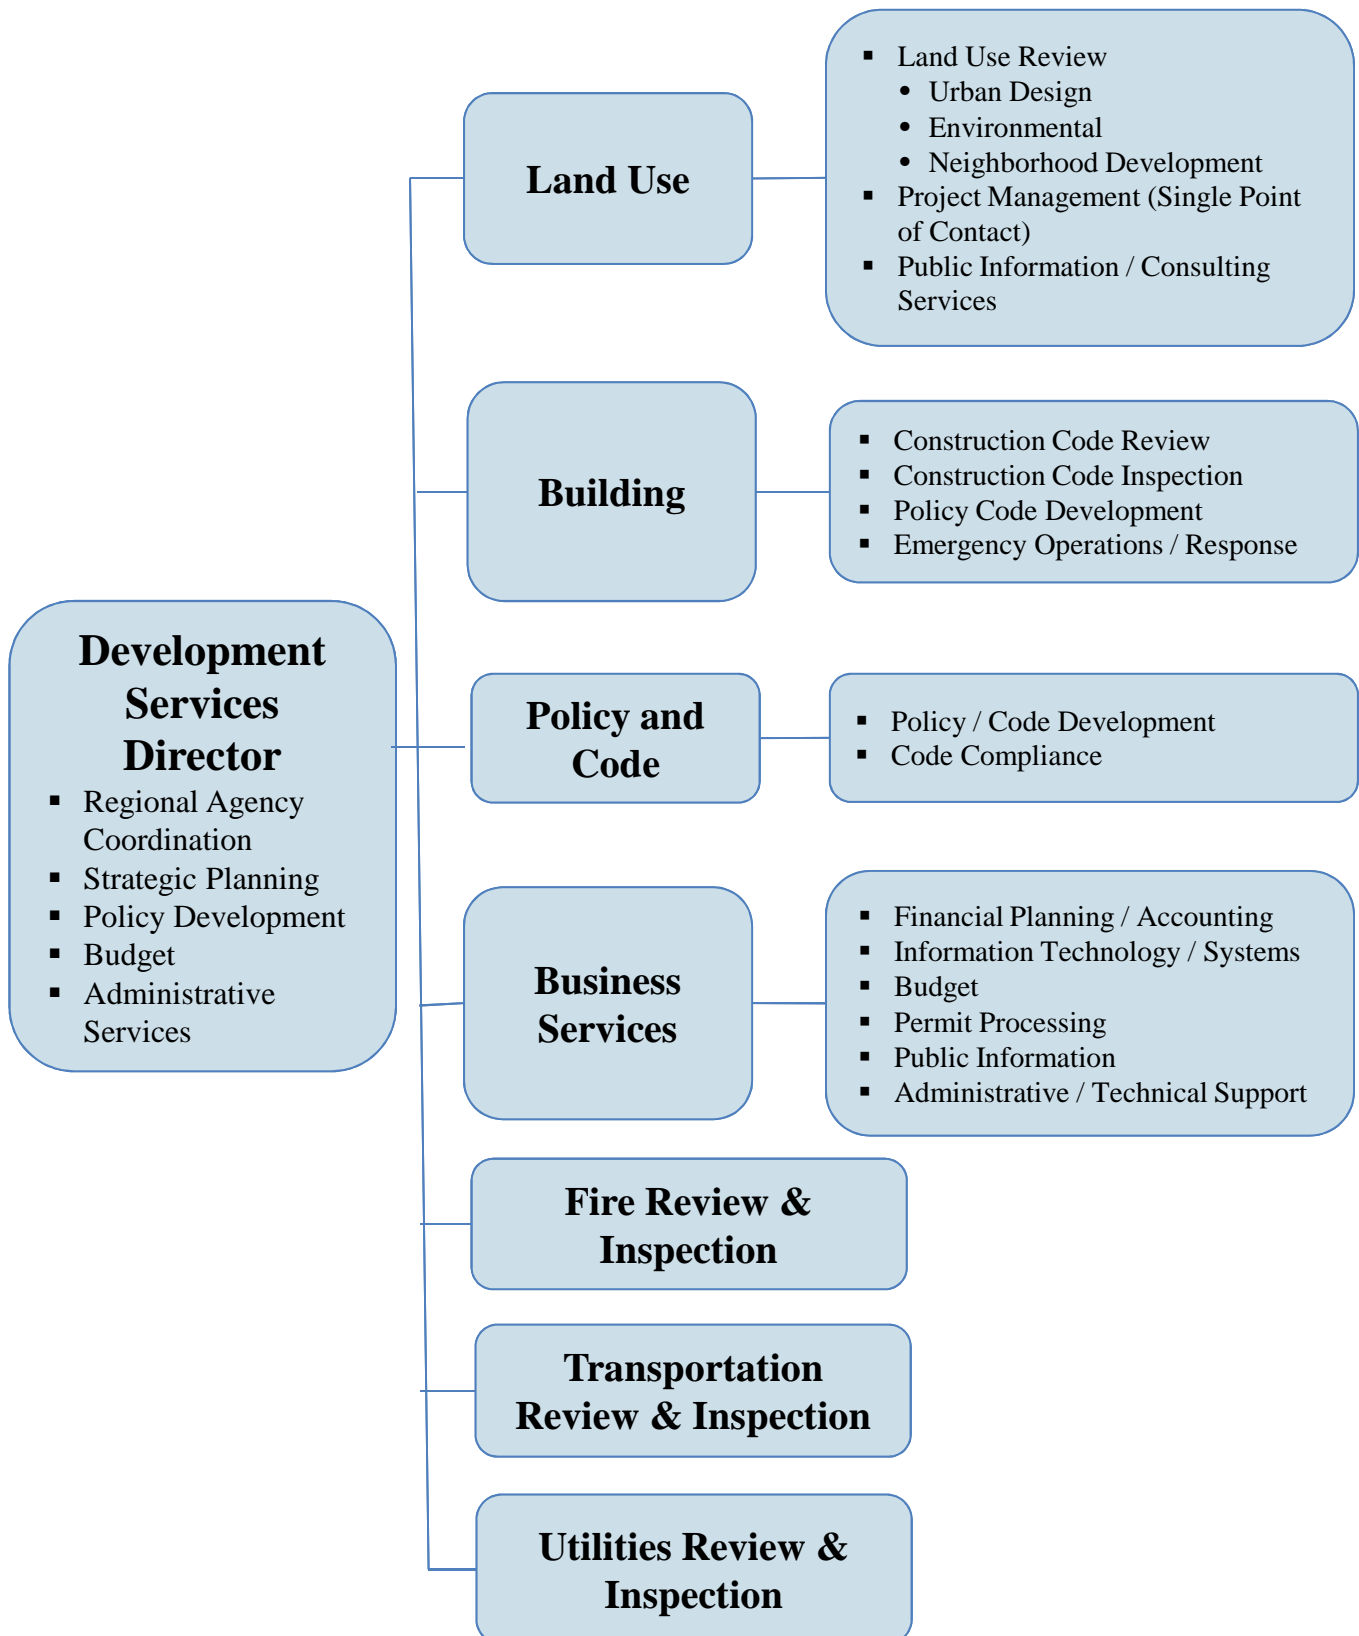 Development
Services
Director
▪ Regional Agency
Coordination
▪ Strategic Planning
▪ Policy Development
▪ Budget
▪ Administrative
Services
Land Use
▪ Land Use Review
• Urban Design
• Environmental
• Neighborhood Development
▪ Project Management (Single Point
of Contact)
▪ Public Information / Consulting
Services
Building
▪ Construction Code Review
▪ Construction Code Inspection
▪ Policy Code Development
▪ Emergency Operations / Response
Policy and
Code
▪ Policy / Code Development
▪ Code Compliance
Business
Services
▪ Financial Planning / Accounting
▪ Information Technology / Systems
▪ Budget
▪ Permit Processing
▪ Public Information
▪ Administrative / Technical Support
Fire Review &
Inspection
Transportation
Review & Inspection
Utilities Review &
Inspection